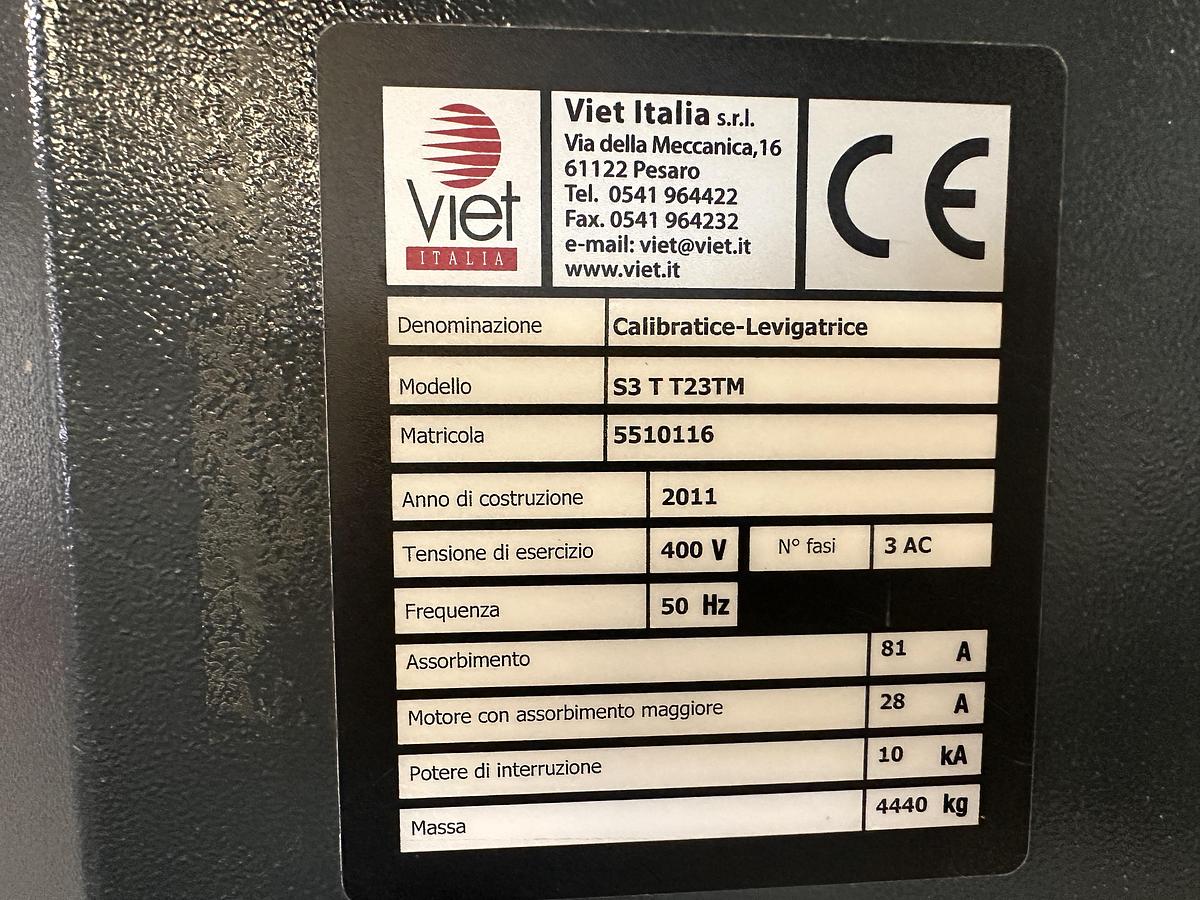 Viet
ITALIA
Viet Italia s.r.l.
Via della Meccanica,16
61122 Pesaro
Tel. 0541 964422
Fax. 0541 964232
e-mail: viet@viet.it
www.viet.it
CE
Denominazione Calibratice-Levigatrice
Modello S3 T T23TM
Matricola 5510116
Anno di costruzione 2011
Tensione di esercizio 400 V N° fasi 3 AC
Frequenza 50 Hz
Assorbimento 81 A
Motore con assorbimento maggiore 28 A
Potere di interruzione 10 kA
Massa 4440 kg